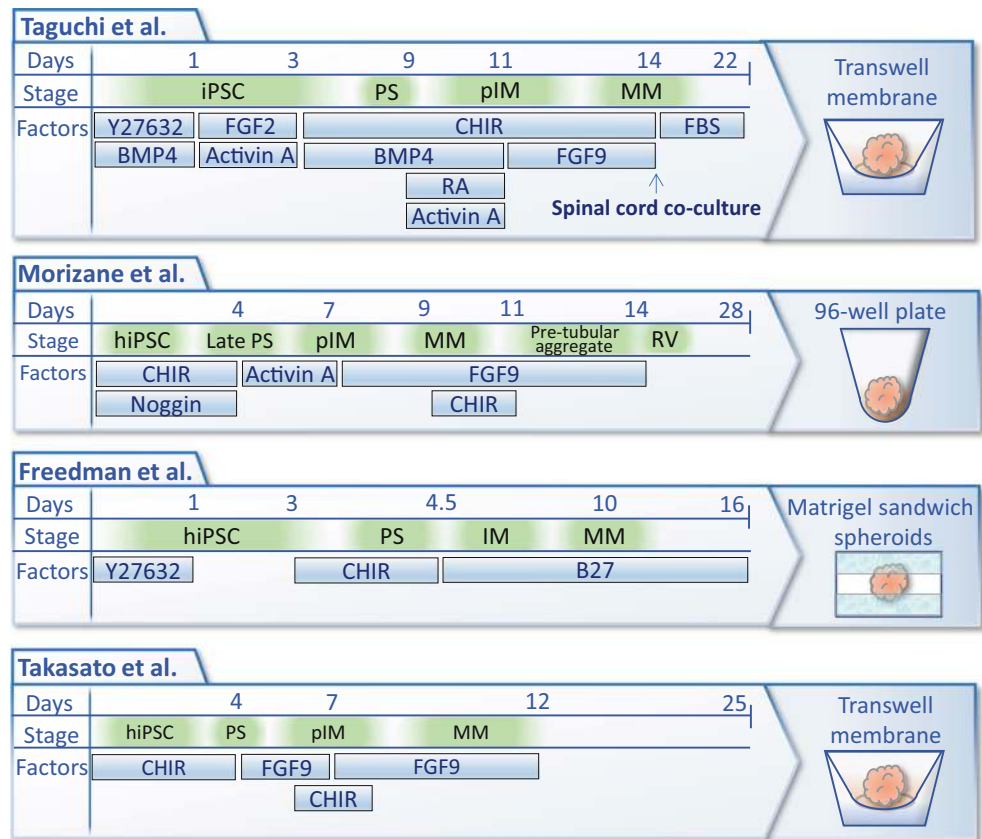 Taguchi et al.
Days 1 3 9 11 14 22
Stage iPSC PS pIM MM
Factors Y27632 FGF2 CHIR FBS
BMP4 Activin A BMP4 FGF9
RA
Activin A
Spinal cord co-culture
Transwell
membrane
Morizane et al.
Days 4 7 9 11 14 28
Stage hiPSC Late PS pIM MM Pre-tubular
aggregate RV
Factors CHIR Activin A FGF9
Noggin CHIR
96-well plate
Freedman et al.
Days 1 3 4.5 10 16
Stage hiPSC PS IM MM
Factors Y27632 CHIR B27
Matrigel sandwich
spheroids
Takasato et al.
Days 4 7 12 25
Stage hiPSC PS pIM MM
Factors CHIR FGF9 FGF9
CHIR
Transwell
membrane